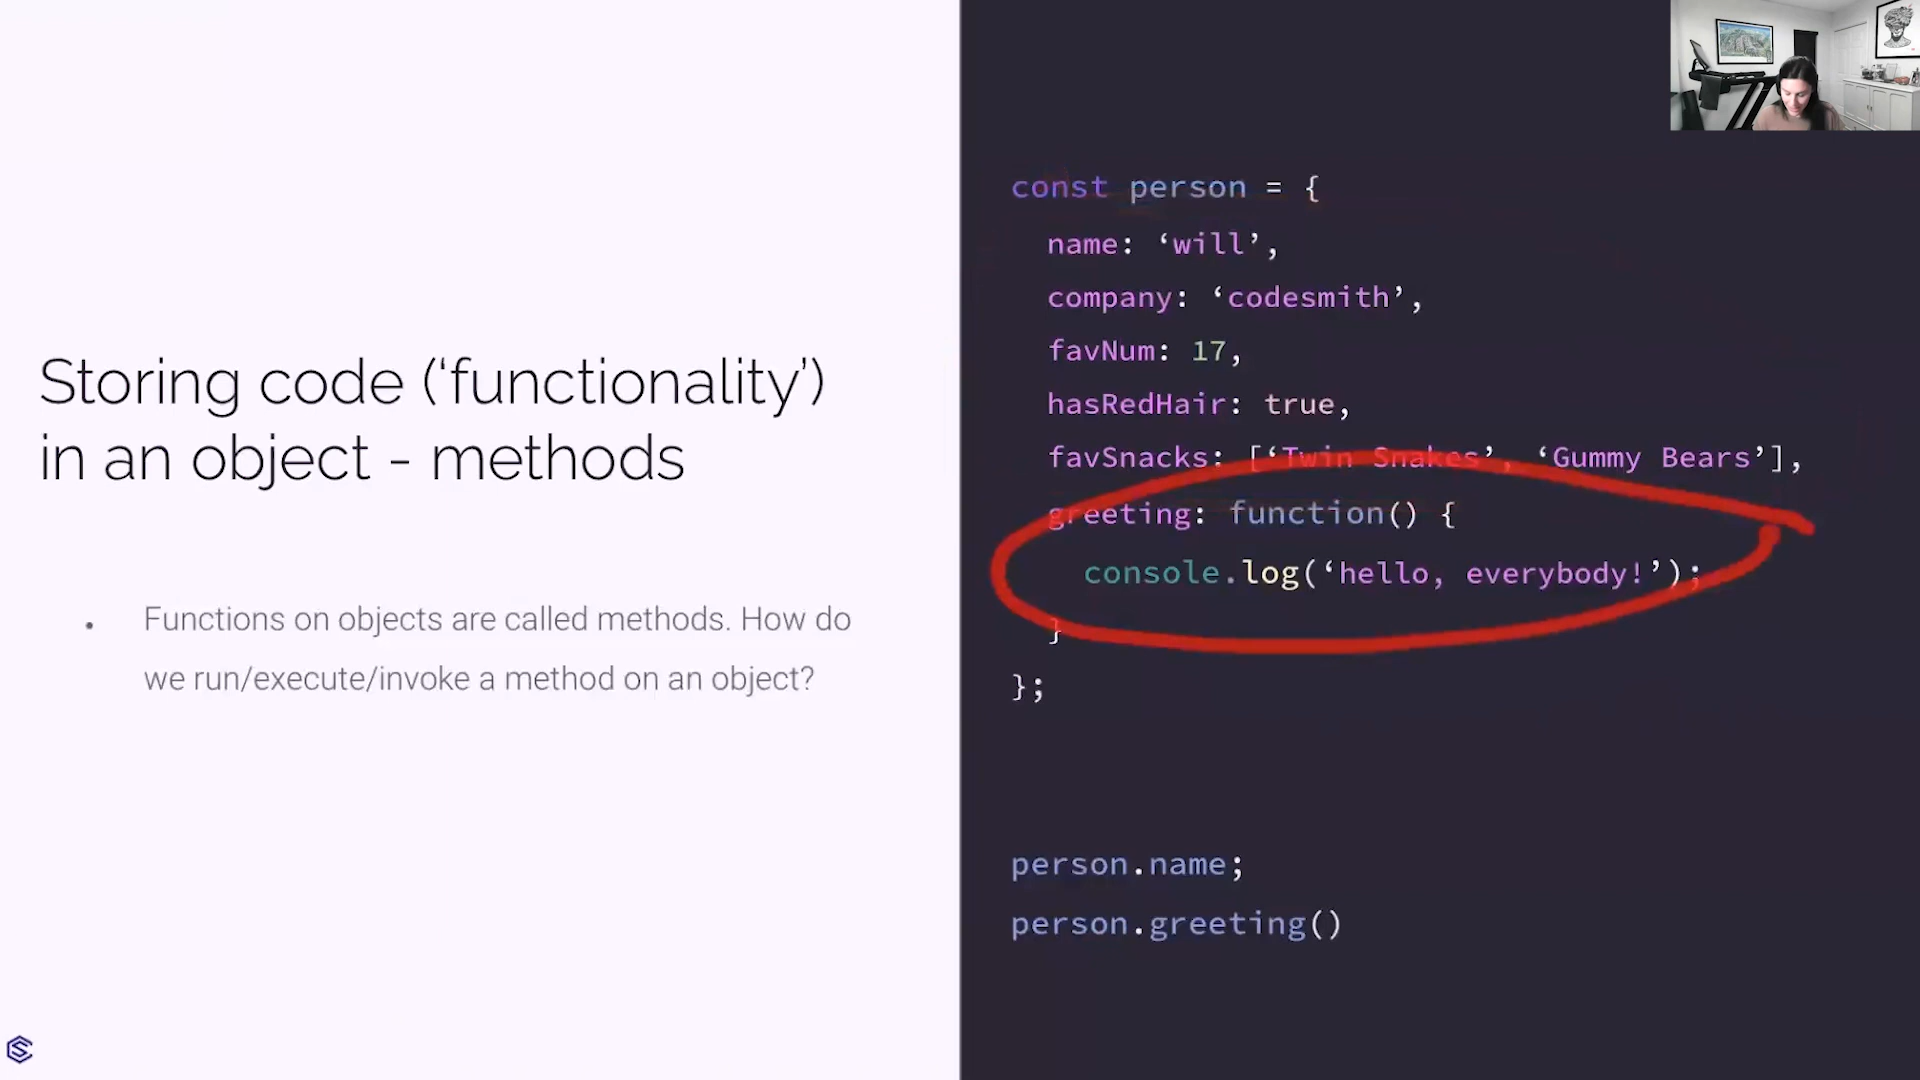 Storing code (‘functionality’)
in an object - methods
• Functions on objects are called methods. How do
we run/execute/invoke a method on an object?
const person = {
name: ‘will’,
company: ‘codesmith’,
favNum: 17,
hasRedHair: true,
favSnacks: [‘Twin Snakes’, ‘Gummy Bears’],
greeting: function() {
console.log(‘hello, everybody!’);
}
};
person.name;
person.greeting()